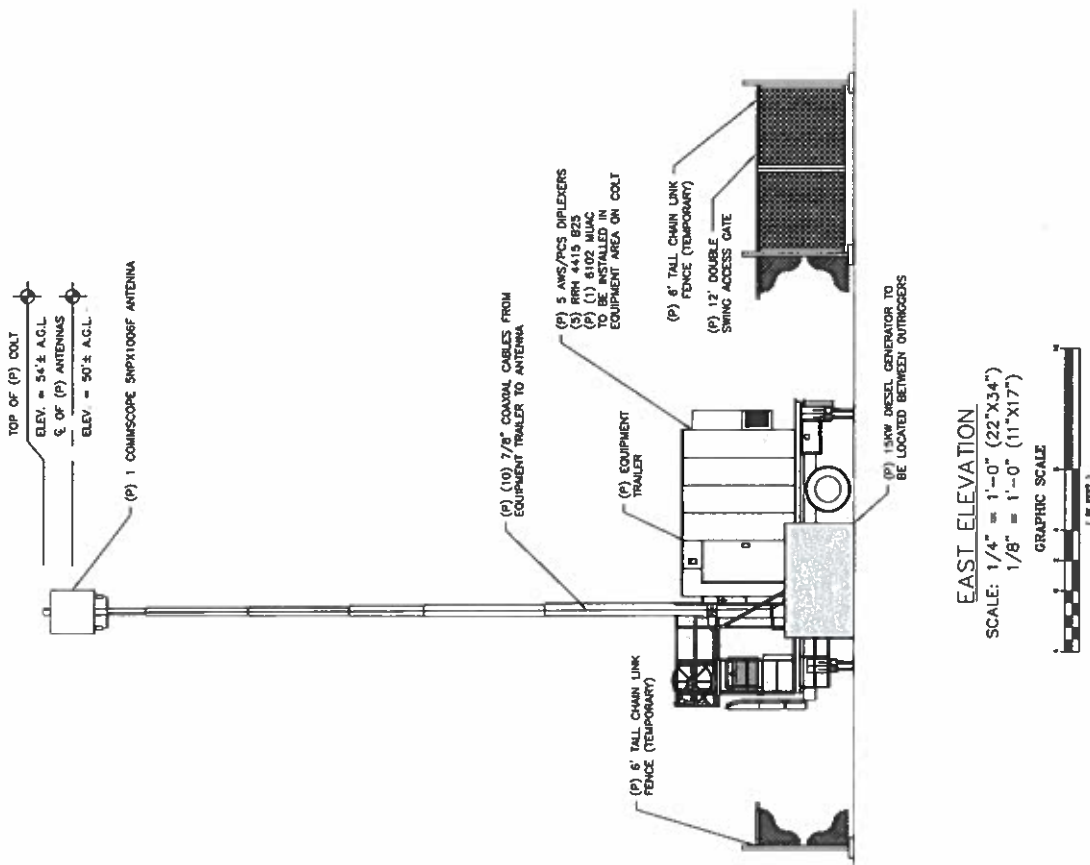 TOP OF (P) COLT
ELEV. = 54'± A.G.L.
℄ OF (P) ANTENNAS
ELEV. = 50'± A.G.L.
(P) 1 COMMSCOPE 5NPX1006F ANTENNA
(P) (10) 7/8" COAXIAL CABLES FROM
EQUIPMENT TRAILER TO ANTENNA
(P) 5 AWS/PCS DIPLEXERS
(5) RRH 4415 B25
(P) (1) 6102 MUAC
TO BE INSTALLED IN
EQUIPMENT AREA ON COLT
(P) EQUIPMENT
TRAILER
(P) 6' TALL CHAIN LINK
FENCE (TEMPORARY)
(P) 12' DOUBLE
SWING ACCESS GATE
(P) 6' TALL CHAIN LINK
FENCE (TEMPORARY)
(P) 15KW DIESEL GENERATOR TO
BE LOCATED BETWEEN OUTRIGGERS
EAST ELEVATION
SCALE: 1/4" = 1'-0" (22"X34")
1/8" = 1'-0" (11"X17")
GRAPHIC SCALE